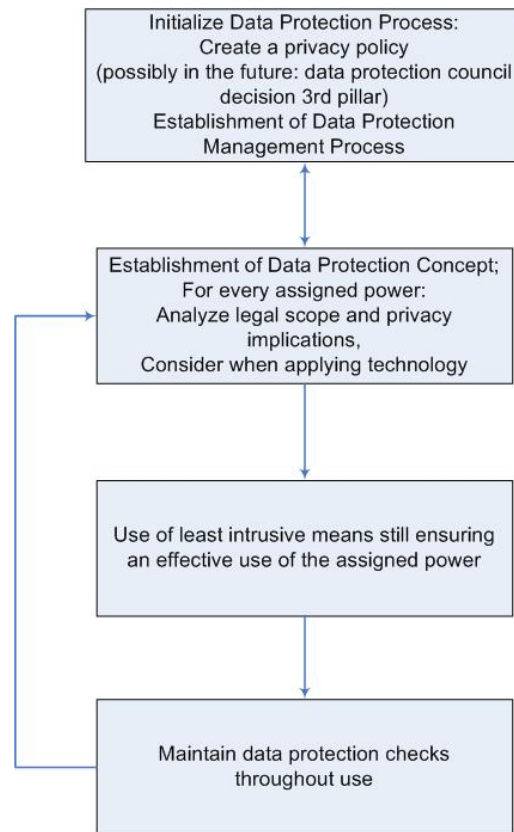 Initialize Data Protection Process:
Create a privacy policy
(possibly in the future: data protection council
decision 3rd pillar)
Establishment of Data Protection
Management Process
Establishment of Data Protection Concept;
For every assigned power:
Analyze legal scope and privacy
implications,
Consider when applying technology
Use of least intrusive means still ensuring
an effective use of the assigned power
Maintain data protection checks
throughout use